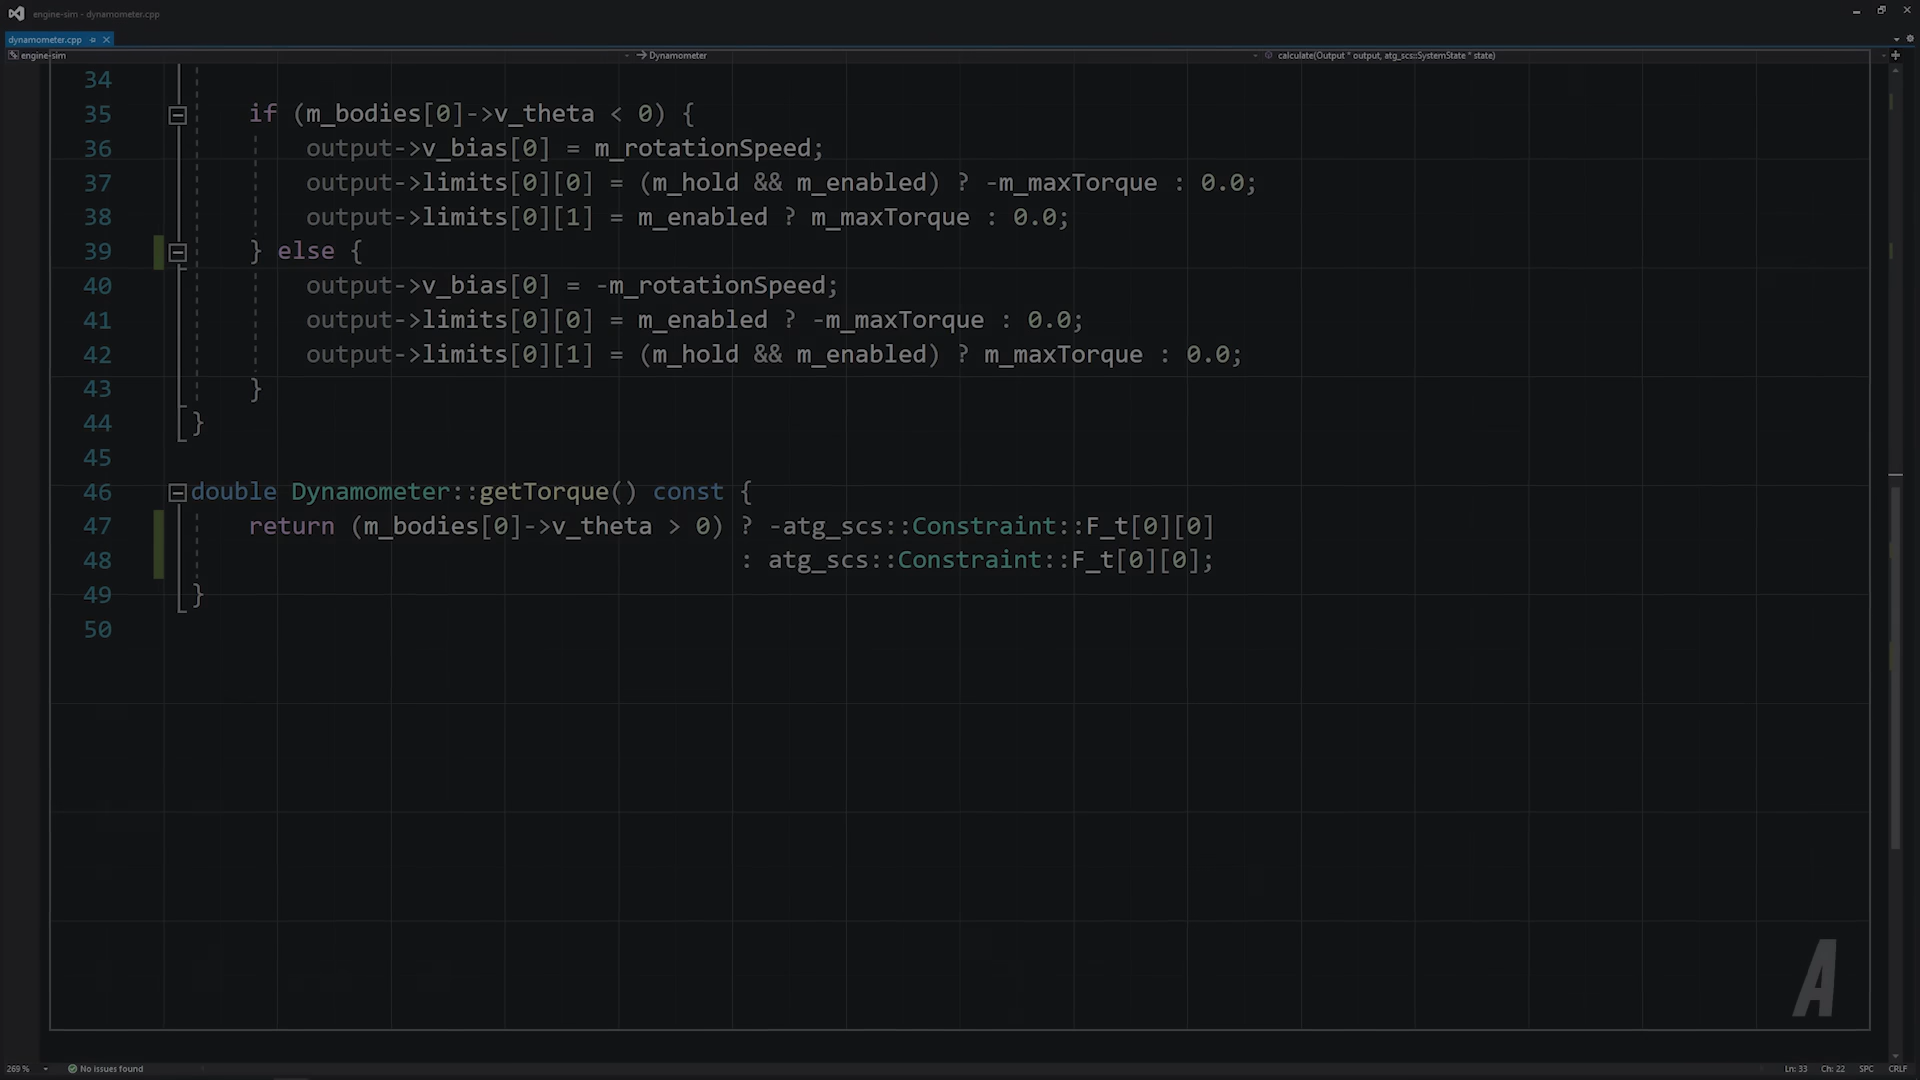 engine-sim - dynamometer.cpp
dynamometer.cpp
engine-sim
Dynamometer
calculate(Output * output, atg_scs::SystemState * state)
34
35 if (m_bodies[0]->v_theta < 0) {
36 output->v_bias[0] = m_rotationSpeed;
37 output->limits[0][0] = (m_hold && m_enabled) ? -m_maxTorque : 0.0;
38 output->limits[0][1] = m_enabled ? m_maxTorque : 0.0;
39 } else {
40 output->v_bias[0] = -m_rotationSpeed;
41 output->limits[0][0] = m_enabled ? -m_maxTorque : 0.0;
42 output->limits[0][1] = (m_hold && m_enabled) ? m_maxTorque : 0.0;
43 }
44 }
45
46 double Dynamometer::getTorque() const {
47 return (m_bodies[0]->v_theta > 0) ? -atg_scs::Constraint::F_t[0][0]
48 : atg_scs::Constraint::F_t[0][0];
49 }
50
A
269 %
No issues found
Ln: 33 Ch: 22 SPC CRLF